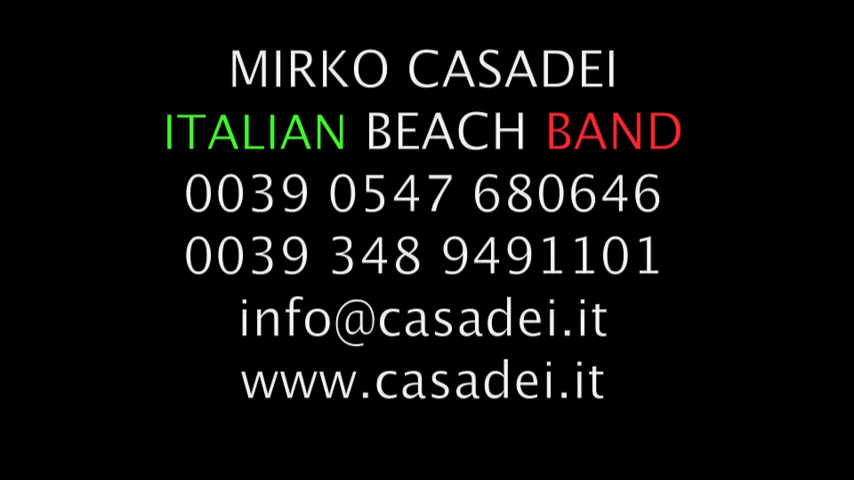 MIRKO CASADEI
ITALIAN BEACH BAND
0039 0547 680646
0039 348 9491101
info@casadei.it
www.casadei.it